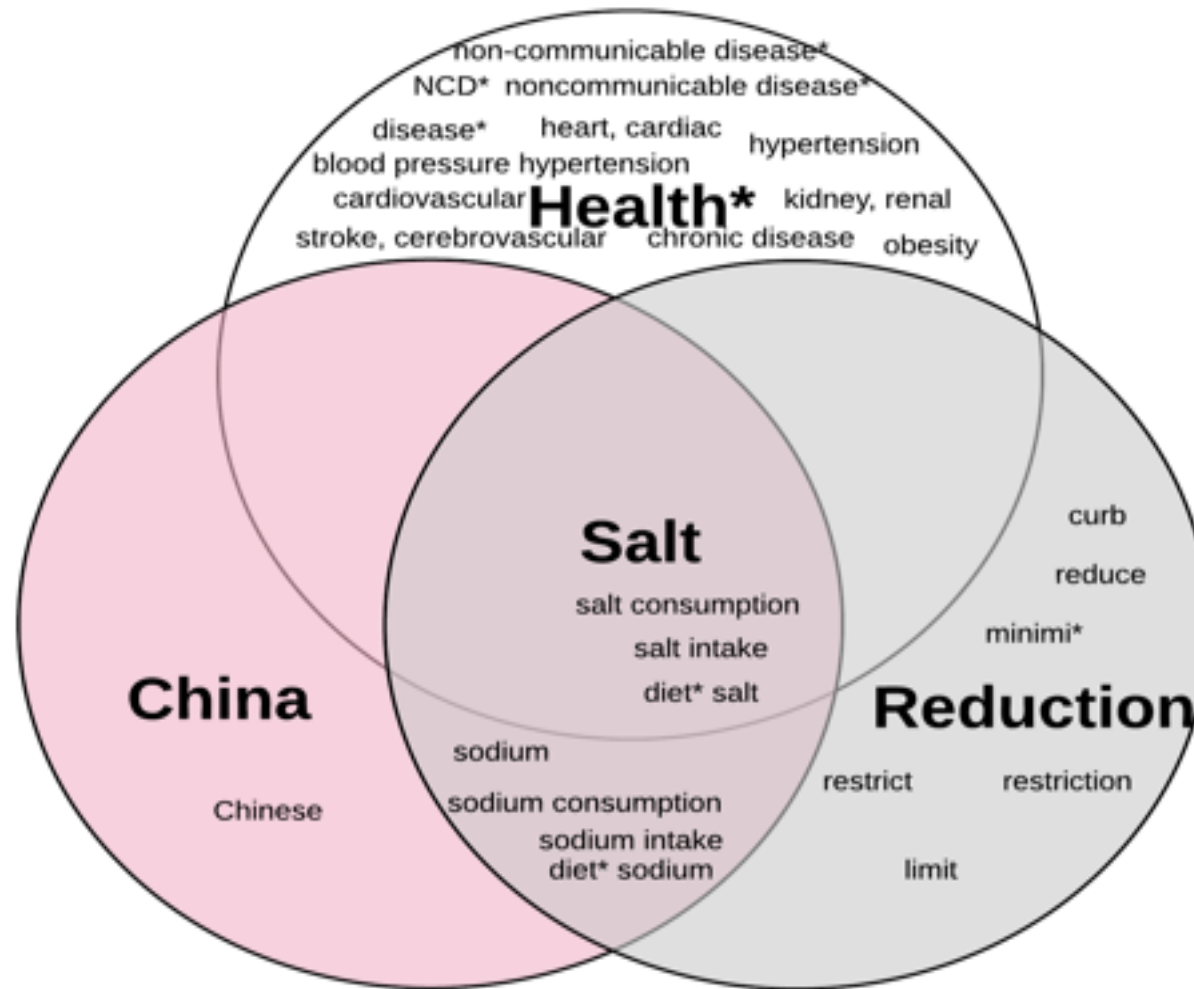 non-communicable disease*
NCD* noncommunicable disease*
disease* heart, cardiac hypertension
blood pressure hypertension
cardiovascular Health* kidney, renal
stroke, cerebrovascular chronic disease obesity
Salt
salt consumption
salt intake
diet* salt
sodium
sodium consumption
sodium intake
diet* sodium
China
Chinese
curb
reduce
minimi*
Reduction
restrict restriction
limit